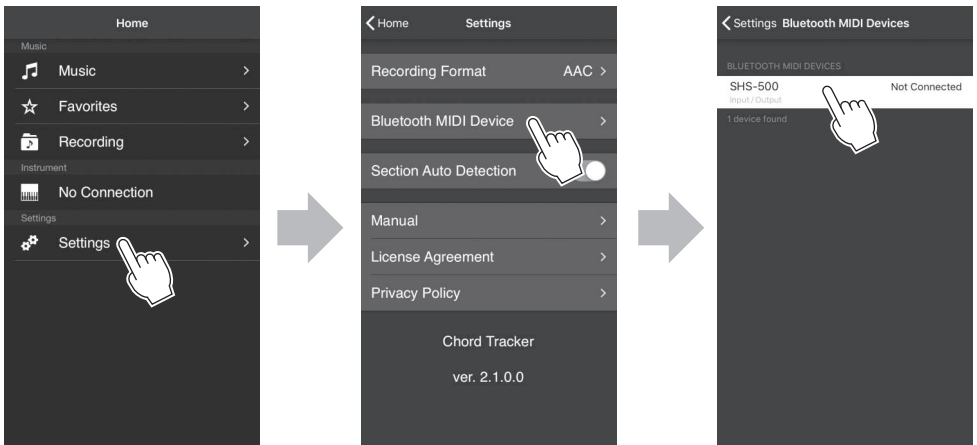 Home
Music
Music
Favorites
Recording
Instrument
No Connection
Settings
Settings
Home Settings
Recording Format AAC
Bluetooth MIDI Device
Section Auto Detection
Manual
License Agreement
Privacy Policy
Chord Tracker
ver. 2.1.0.0
Settings Bluetooth MIDI Devices
BLUETOOTH MIDI DEVICES
SHS-500 Not Connected
Input/Output
1 device found